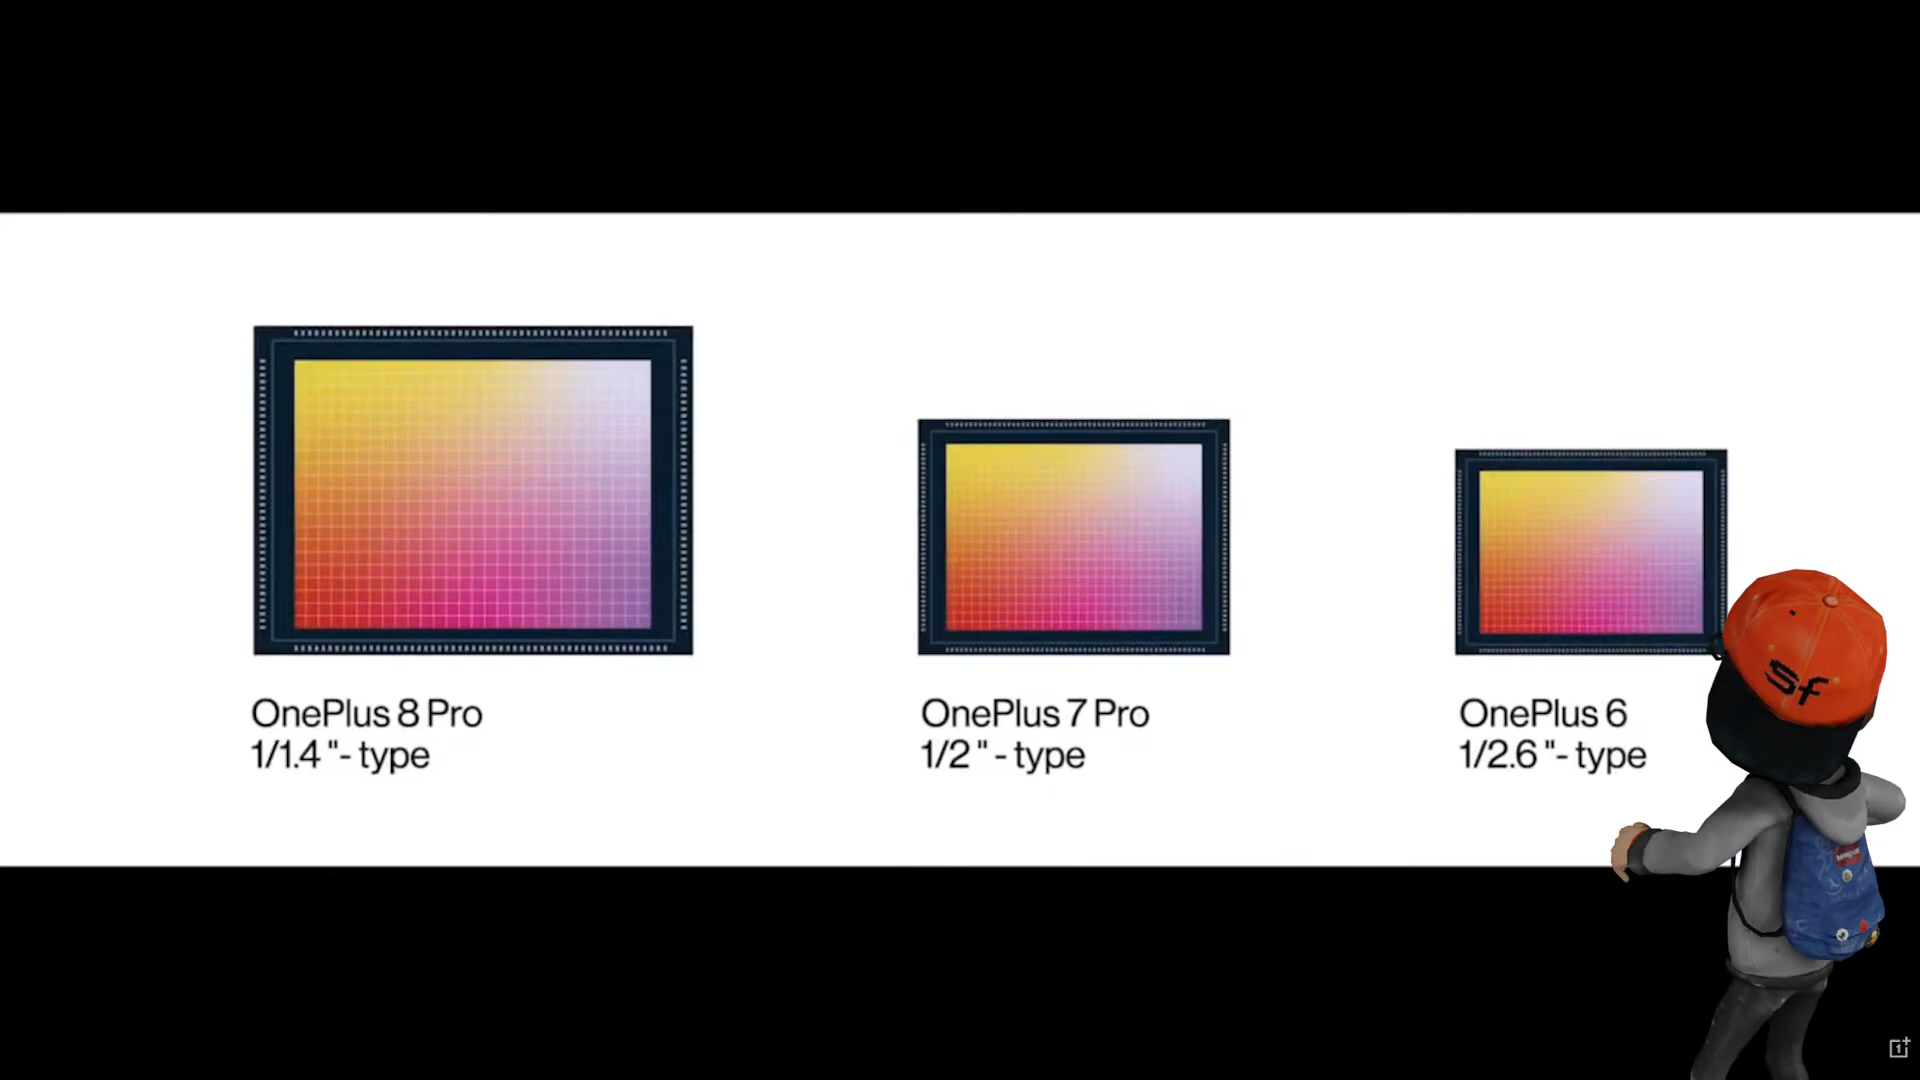 OnePlus 8 Pro
1/1.4 "- type
OnePlus 7 Pro
1/2 " - type
OnePlus 6
1/2.6 "- type
sf